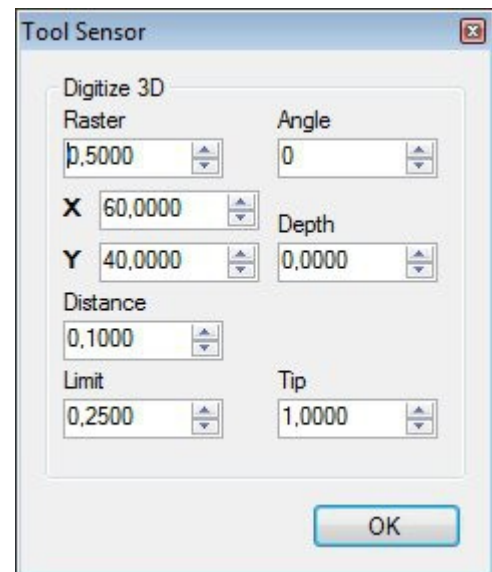 Tool Sensor
Digitize 3D
Raster Angle
0,5000 0
X 60,0000
Depth
Y 40,0000 0,0000
Distance
0,1000
Limit Tip
0,2500 1,0000
OK